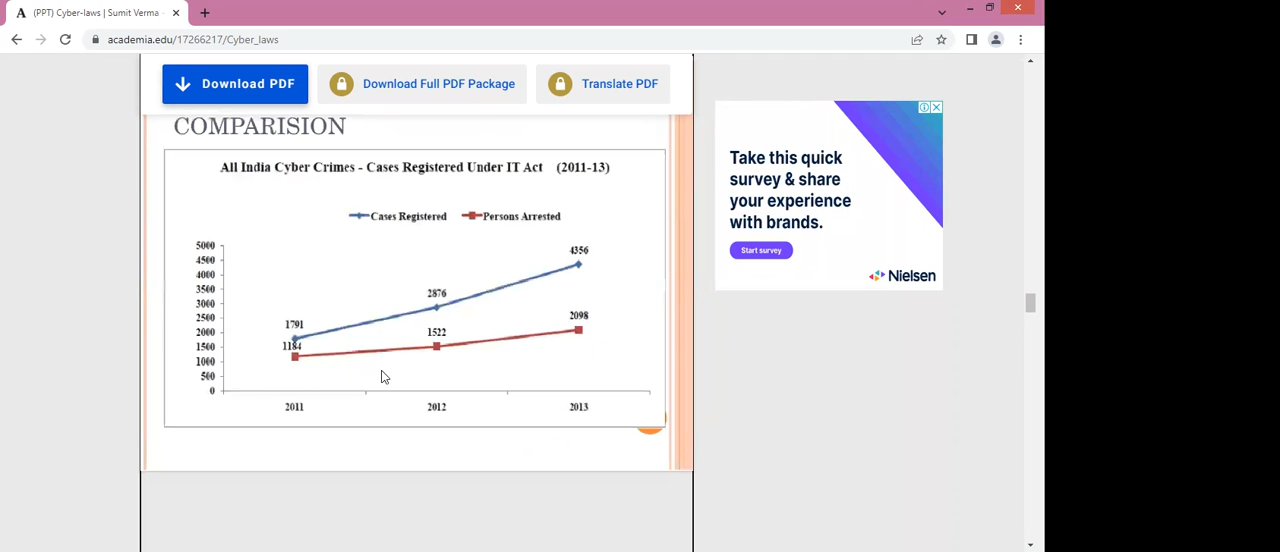 (PPT) Cyber-laws | Sumit Verma -
academia.edu/17266217/Cyber_laws
Download PDF
Download Full PDF Package
Translate PDF
COMPARISION
All India Cyber Crimes - Cases Registered Under IT Act (2011-13)
Cases Registered Persons Arrested
5000
4500
4000
3500
3000
2500
2000
1500
1000
500
0
1791
2876
4356
1184
1522
2098
2011 2012 2013
Take this quick
survey & share
your experience
with brands.
Start survey
Nielsen